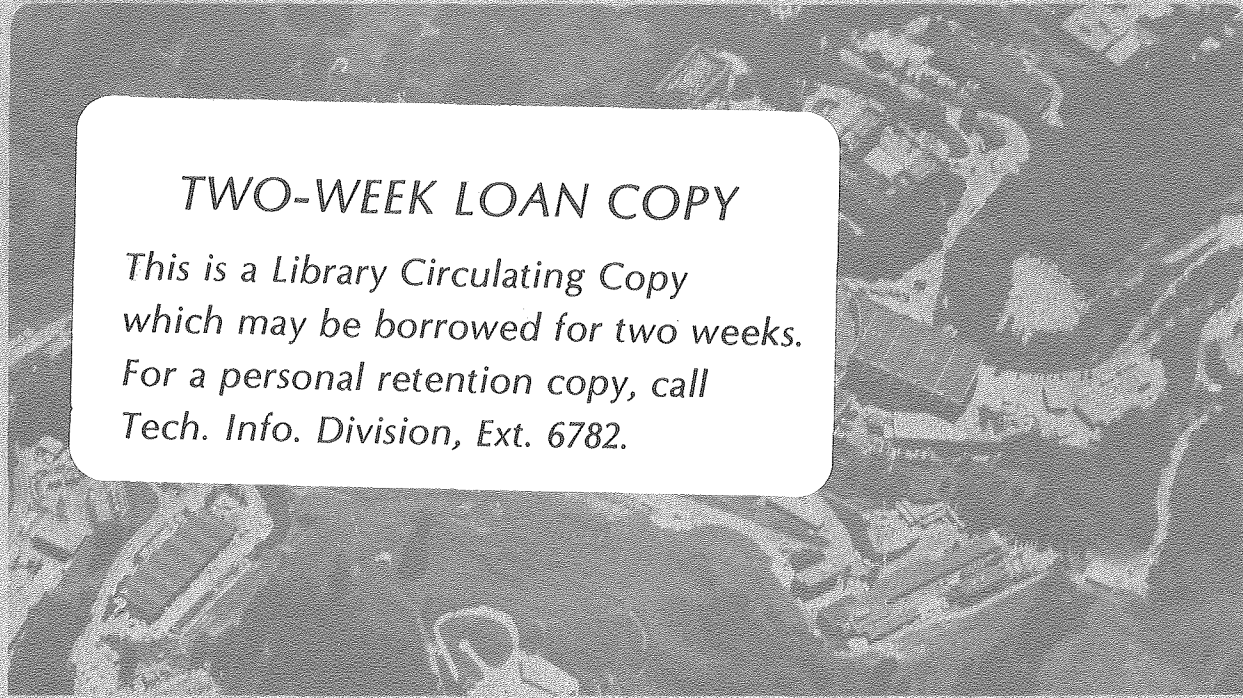 TWO-WEEK LOAN COPY
This is a Library Circulating Copy
which may be borrowed for two weeks.
For a personal retention copy, call
Tech. Info. Division, Ext. 6782.